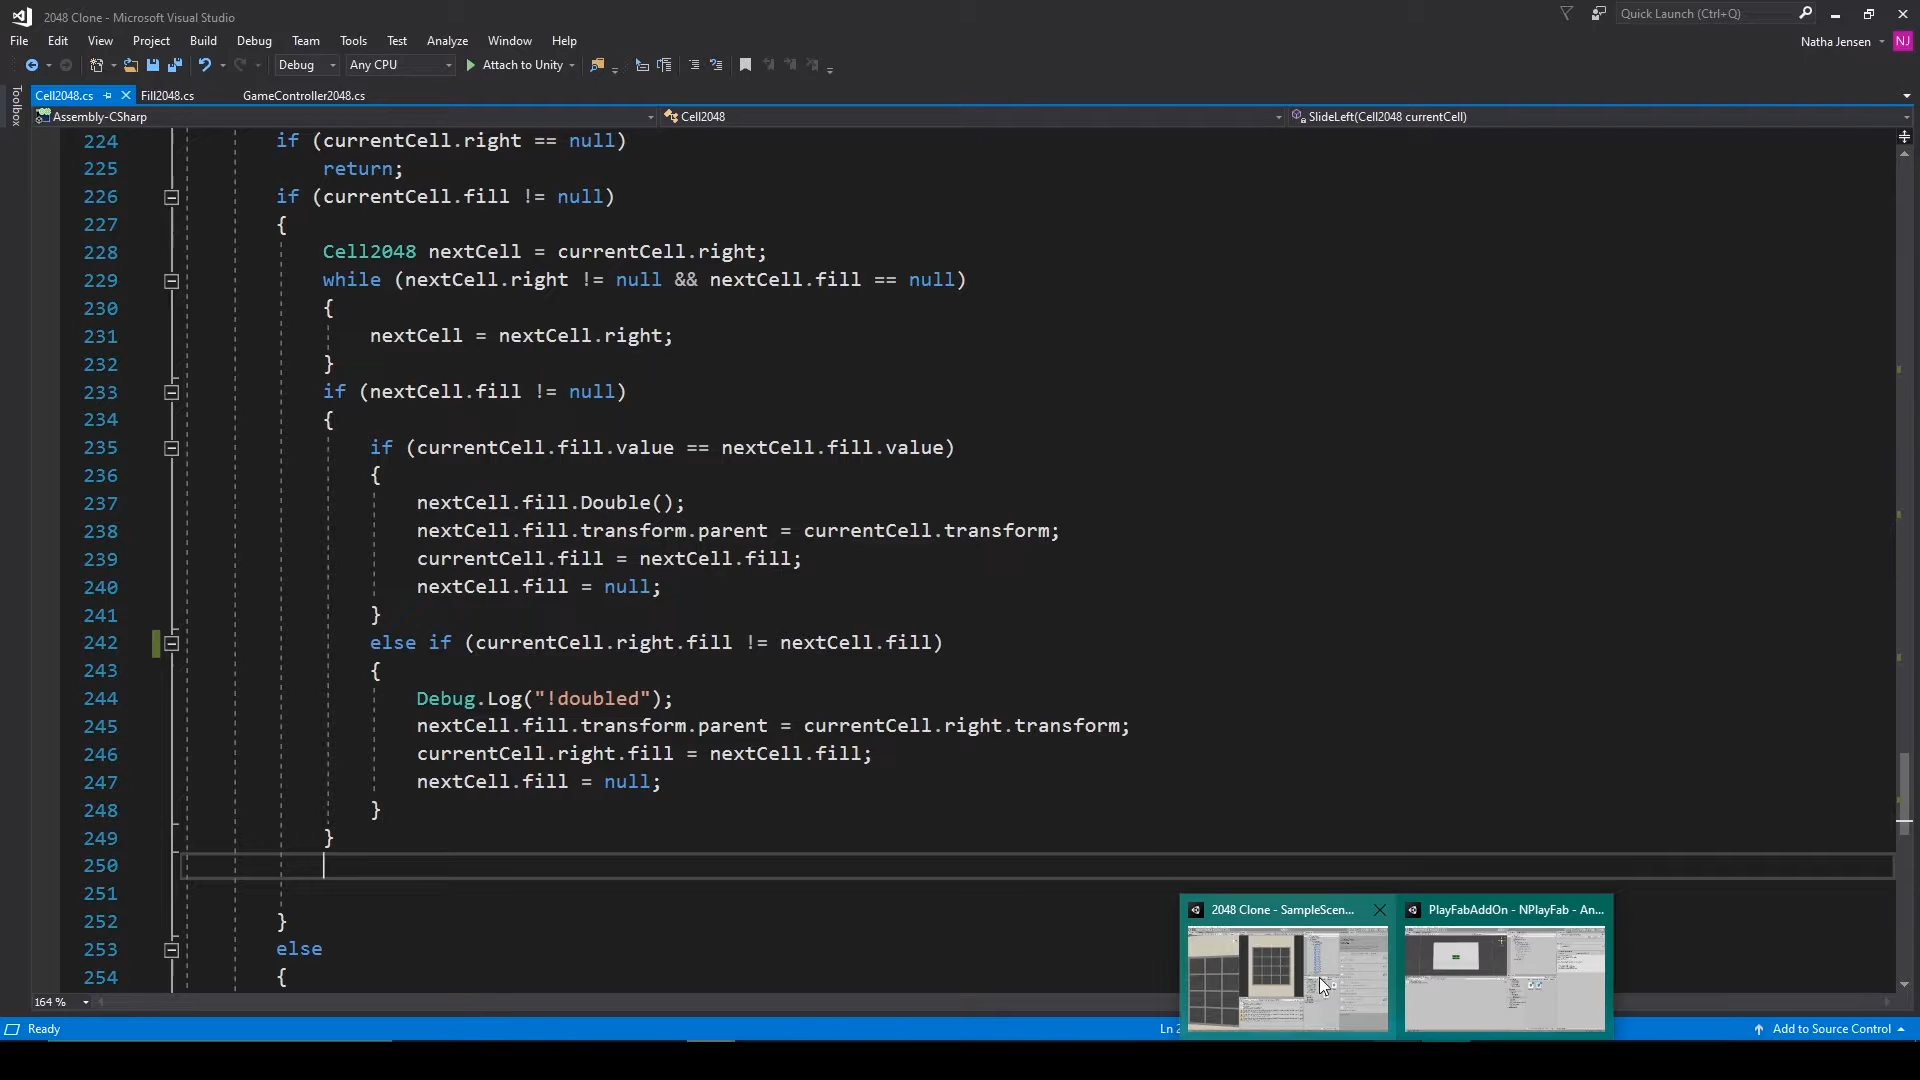 2048 Clone - Microsoft Visual Studio
Quick Launch (Ctrl+Q)
File Edit View Project Build Debug Team Tools Test Analyze Window Help
Natha Jensen NJ
Debug Any CPU Attach to Unity
Toolbox
Cell2048.cs Fill2048.cs GameController2048.cs
Assembly-CSharp Cell2048 SlideLeft(Cell2048 currentCell)
224 if (currentCell.right == null)
225 return;
226 if (currentCell.fill != null)
227 {
228 Cell2048 nextCell = currentCell.right;
229 while (nextCell.right != null && nextCell.fill == null)
230 {
231 nextCell = nextCell.right;
232 }
233 if (nextCell.fill != null)
234 {
235 if (currentCell.fill.value == nextCell.fill.value)
236 {
237 nextCell.fill.Double();
238 nextCell.fill.transform.parent = currentCell.transform;
239 currentCell.fill = nextCell.fill;
240 nextCell.fill = null;
241 }
242 else if (currentCell.right.fill != nextCell.fill)
243 {
244 Debug.Log("!doubled");
245 nextCell.fill.transform.parent = currentCell.right.transform;
246 currentCell.right.fill = nextCell.fill;
247 nextCell.fill = null;
248 }
249 }
250
251
252 }
253 else
254 {
2048 Clone - SampleScen... PlayFabAddOn - NPlayFab - An...
164 %
Ready Ln 2 Add to Source Control